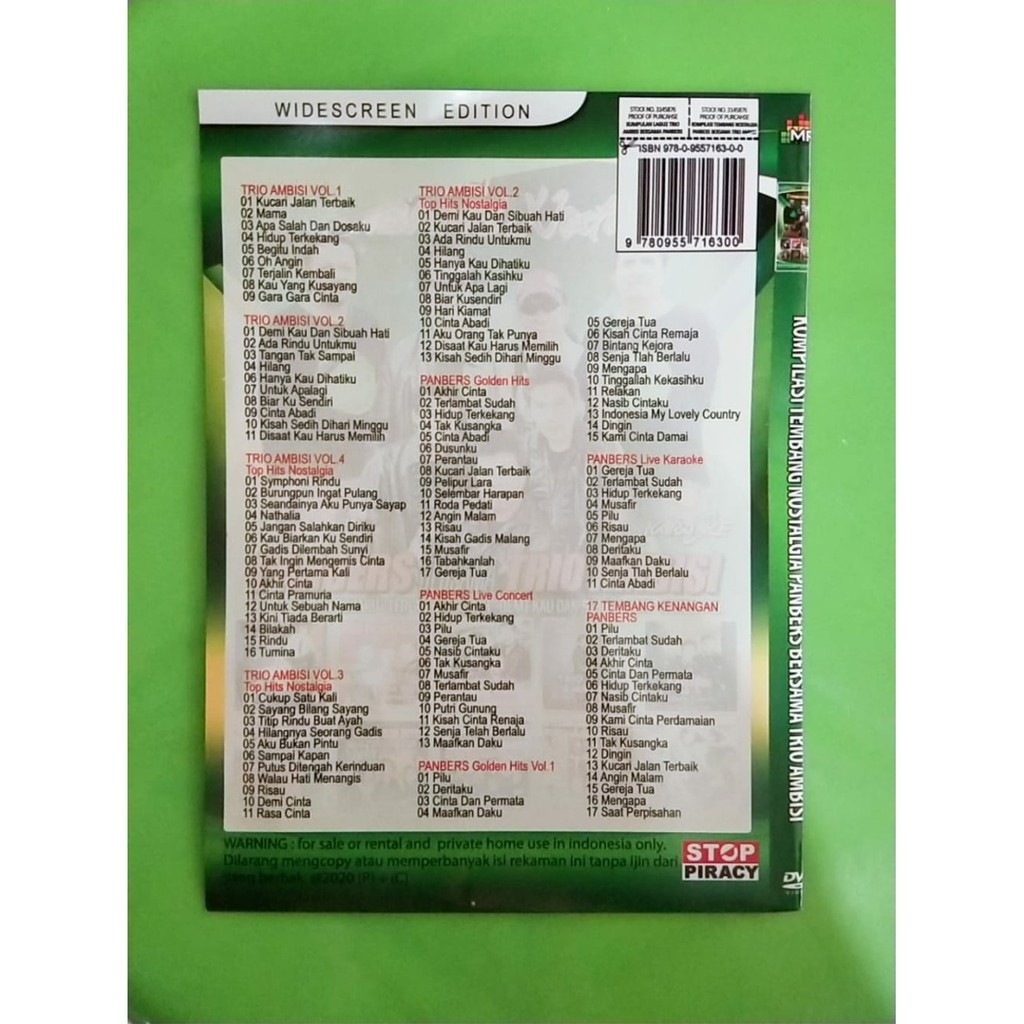 WIDESCREEN EDITION
STOCK NO. 3145876
PROOF OF PURCAHSE
KUMPULAN LAGU2 TRIO
AMBISI BERSAMA PANBERS
STOCK NO. 3145876
PROOF OF PURCAHSE
KOMPILASI TEMBANG NOSTALGIA
PANBERS BERSAMA TRIO AMBISI
ISBN 978-0-9557163-0-0
9 780955 716300
TRIO AMBISI VOL.1
01 Kucari Jalan Terbaik
02 Mama
03 Apa Salah Dan Dosaku
04 Hidup Terkekang
05 Begitu Indah
06 Oh Angin
07 Terjalin Kembali
08 Kau Yang Kusayang
09 Gara Gara Cinta
TRIO AMBISI VOL.2
01 Demi Kau Dan Sibuah Hati
02 Ada Rindu Untukmu
03 Tangan Tak Sampai
04 Hilang
06 Hanya Kau Dihatiku
07 Untuk Apalagi
08 Biar Ku Sendiri
09 Cinta Abadi
10 Kisah Sedih Dihari Minggu
11 Disaat Kau Harus Memilih
TRIO AMBISI VOL.4
Top Hits Nostalgia
01 Symphoni Rindu
02 Burungpun Ingat Pulang
03 Seandainya Aku Punya Sayap
04 Nathalia
05 Jangan Salahkan Diriku
06 Kau Biarkan Ku Sendiri
07 Gadis Dilembah Sunyi
08 Tak Ingin Mengemis Cinta
09 Yang Pertama Kali
10 Akhir Cinta
11 Cinta Pramuria
12 Untuk Sebuah Nama
13 Kini Tiada Berarti
14 Bilakah
15 Rindu
16 Tumina
TRIO AMBISI VOL.3
Top Hits Nostalgia
01 Cukup Satu Kali
02 Sayang Bilang Sayang
03 Titip Rindu Buat Ayah
04 Hilangnya Seorang Gadis
05 Aku Bukan Pintu
06 Sampai Kapan
07 Putus Ditengah Kerinduan
08 Walau Hati Menangis
09 Risau
10 Demi Cinta
11 Rasa Cinta
TRIO AMBISI VOL.2
Top Hits Nostalgia
01 Demi Kau Dan Sibuah Hati
02 Kucari Jalan Terbaik
03 Ada Rindu Untukmu
04 Hilang
05 Hanya Kau Dihatiku
06 Tinggalah Kasihku
07 Untuk Apa Lagi
08 Biar Kusendiri
09 Hari Kiamat
10 Cinta Abadi
11 Aku Orang Tak Punya
12 Disaat Kau Harus Memilih
13 Kisah Sedih Dihari Minggu
PANBERS Golden Hits
01 Akhir Cinta
02 Terlambat Sudah
03 Hidup Terkekang
04 Tak Kusangka
05 Cinta Abadi
06 Dusunku
07 Perantau
08 Kucari Jalan Terbaik
09 Pelipur Lara
10 Selembar Harapan
11 Roda Pedati
12 Angin Malam
13 Risau
14 Kisah Gadis Malang
15 Musafir
16 Tabahkanlah
17 Gereja Tua
PANBERS Live Concert
01 Akhir Cinta
02 Hidup Terkekang
03 Pilu
04 Gereja Tua
05 Nasib Cintaku
06 Tak Kusangka
07 Musafir
08 Terlambat Sudah
09 Perantau
10 Putri Gunung
11 Kisah Cinta Renaja
12 Senja Telah Berlalu
13 Maafkan Daku
PANBERS Golden Hits Vol.1
01 Pilu
02 Deritaku
03 Cinta Dan Permata
04 Maafkan Daku
05 Gereja Tua
06 Kisah Cinta Remaja
07 Bintang Kejora
08 Senja Tlah Berlalu
09 Mengapa
10 Tinggallah Kekasihku
11 Relakan
12 Nasib Cintaku
13 Indonesia My Lovely Country
14 Dingin
15 Kami Cinta Damai
PANBERS Live Karaoke
01 Gereja Tua
02 Terlambat Sudah
03 Hidup Terkekang
04 Musafir
05 Pilu
06 Risau
07 Mengapa
08 Deritaku
09 Maafkan Daku
10 Senja Tlah Berlalu
11 Cinta Abadi
17 TEMBANG KENANGAN
PANBERS
01 Pilu
02 Terlambat Sudah
03 Deritaku
04 Akhir Cinta
05 Cinta Dan Permata
06 Hidup Terkekang
07 Nasib Cintaku
08 Musafir
09 Kami Cinta Perdamaian
10 Risau
11 Tak Kusangka
12 Dingin
13 Kucari Jalan Terbaik
14 Angin Malam
15 Gereja Tua
16 Mengapa
17 Saat Perpisahan
WARNING : for sale or rental and private home use in indonesia only.
Dilarang mengcopy atau memperbanyak isi rekaman ini tanpa Ijin dari
yang berhak. @2020 (P) + (C)
STOP
PIRACY
KOMPILASI TEMBANG NOSTALGIA PANBERS BERSAMA TRIO AMBISI